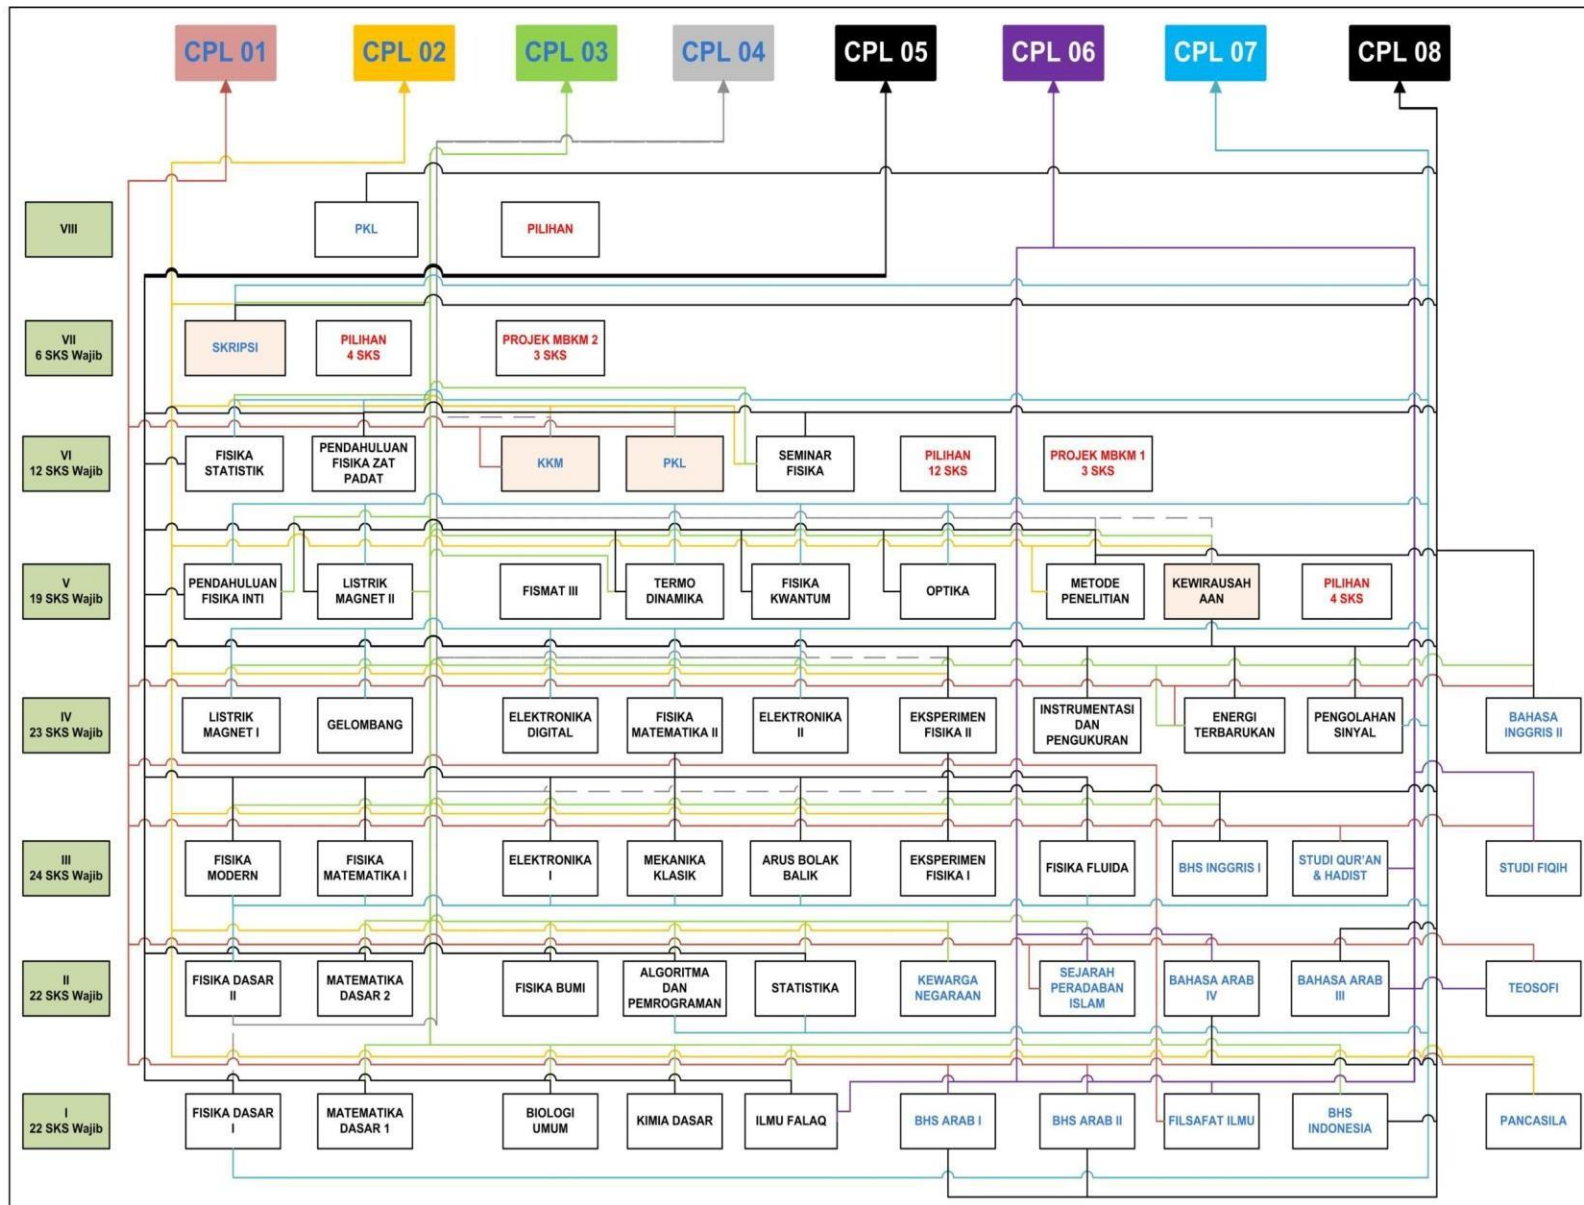 CPL 01
CPL 02
CPL 03
CPL 04
CPL 05
CPL 06
CPL 07
CPL 08
VIII
PKL
PILIHAN
VII
6 SKS Wajib
SKRIPSI
PILIHAN
4 SKS
PROJEK MBKM 2
3 SKS
VI
12 SKS Wajib
FISIKA
STATISTIK
PENDAHULUAN
FISIKA ZAT
PADAT
KKM
PKL
SEMINAR
FISIKA
PILIHAN
12 SKS
PROJEK MBKM 1
3 SKS
V
19 SKS Wajib
PENDAHULUAN
FISIKA INTI
LISTRIK
MAGNET II
FISMAT III
TERMO
DINAMIKA
FISIKA
KWANTUM
OPTIKA
METODE
PENELITIAN
KEWIRAUSAH
AAN
PILIHAN
4 SKS
IV
23 SKS Wajib
LISTRIK
MAGNET I
GELOMBANG
ELEKTRONIKA
DIGITAL
FISIKA
MATEMATIKA II
ELEKTRONIKA
II
EKSPERIMEN
FISIKA II
INSTRUMENTASI
DAN
PENGUKURAN
ENERGI
TERBARUKAN
PENGOLAHAN
SINYAL
BAHASA
INGGRIS II
III
24 SKS Wajib
FISIKA
MODERN
FISIKA
MATEMATIKA I
ELEKTRONIKA
I
MEKANIKA
KLASIK
ARUS BOLAK
BALIK
EKSPERIMEN
FISIKA I
FISIKA FLUIDA
BHS INGGRIS I
STUDI QUR'AN
& HADIST
STUDI FIQIH
II
22 SKS Wajib
FISIKA DASAR
II
MATEMATIKA
DASAR 2
FISIKA BUMI
ALGORITMA
DAN
PEMROGRAMAN
STATISTIKA
KEWARGA
NEGARAAN
SEJARAH
PERADABAN
ISLAM
BAHASA ARAB
IV
BAHASA ARAB
III
TEOSOFI
I
22 SKS Wajib
FISIKA DASAR
I
MATEMATIKA
DASAR 1
BIOLOGI
UMUM
KIMIA DASAR
ILMU FALAQ
BHS ARAB I
BHS ARAB II
FILSAFAT ILMU
BHS
INDONESIA
PANCASILA